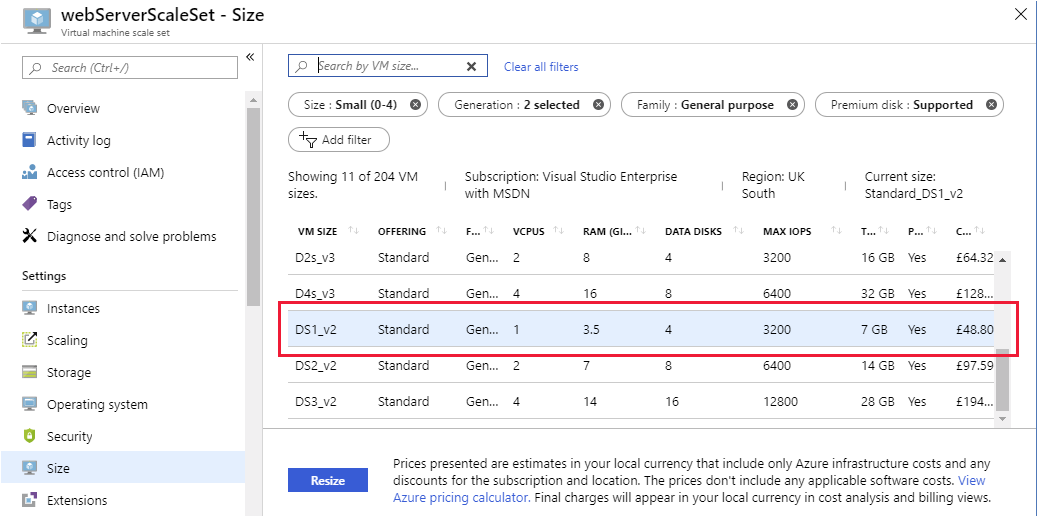 webServerScaleSet - Size
Virtual machine scale set
Search (Ctrl+/)
Overview
Activity log
Access control (IAM)
Tags
Diagnose and solve problems
Settings
Instances
Scaling
Storage
Operating system
Security
Size
Extensions
Search by VM size...
Clear all filters
Size : Small (0-4)
Generation : 2 selected
Family : General purpose
Premium disk : Supported
Add filter
Showing 11 of 204 VM
sizes.
Subscription: Visual Studio Enterprise
with MSDN
Region: UK
South
Current size:
Standard_DS1_v2
VM SIZE OFFERING F... VCPUS RAM (GI... DATA DISKS MAX IOPS T... P... C...
D2s_v3 Standard Gen... 2 8 4 3200 16 GB Yes £64.32
D4s_v3 Standard Gen... 4 16 8 6400 32 GB Yes £128...
DS1_v2 Standard Gen... 1 3.5 4 3200 7 GB Yes £48.80
DS2_v2 Standard Gen... 2 7 8 6400 14 GB Yes £97.59
DS3_v2 Standard Gen... 4 14 16 12800 28 GB Yes £194...
Resize
Prices presented are estimates in your local currency that include only Azure infrastructure costs and any
discounts for the subscription and location. The prices don't include any applicable software costs. View
Azure pricing calculator. Final charges will appear in your local currency in cost analysis and billing views.